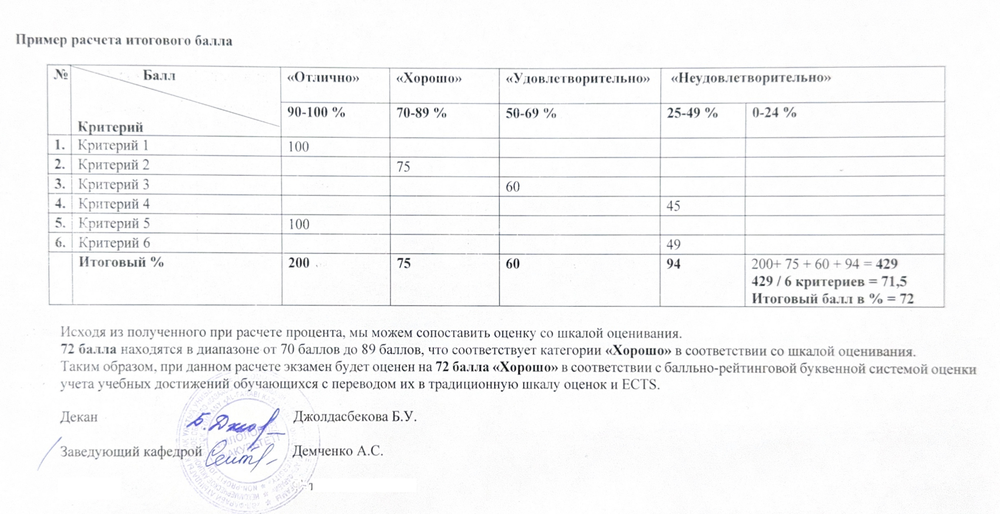 Пример расчета итогового балла
№ Балл Критерий «Отлично» «Хорошо» «Удовлетворительно» «Неудовлетворительно»
90-100 % 70-89 % 50-69 % 25-49 % 0-24 %
1. Критерий 1 100
2. Критерий 2 75
3. Критерий 3 60
4. Критерий 4 45
5. Критерий 5 100
6. Критерий 6 49
Итоговый % 200 75 60 94 200+ 75 + 60 + 94 = 429
429 / 6 критериев = 71,5
Итоговый балл в % = 72
Исходя из полученного при расчете процента, мы можем сопоставить оценку со шкалой оценивания.
72 балла находятся в диапазоне от 70 баллов до 89 баллов, что соответствует категории «Хорошо» в соответствии со шкалой оценивания.
Таким образом, при данном расчете экзамен будет оценен на 72 балла «Хорошо» в соответствии с балльно-рейтинговой буквенной системой оценки
учета учебных достижений обучающихся с переводом их в традиционную шкалу оценок и ECTS.
Декан Джолдасбекова Б.У.
Заведующий кафедрой Демченко А.С.